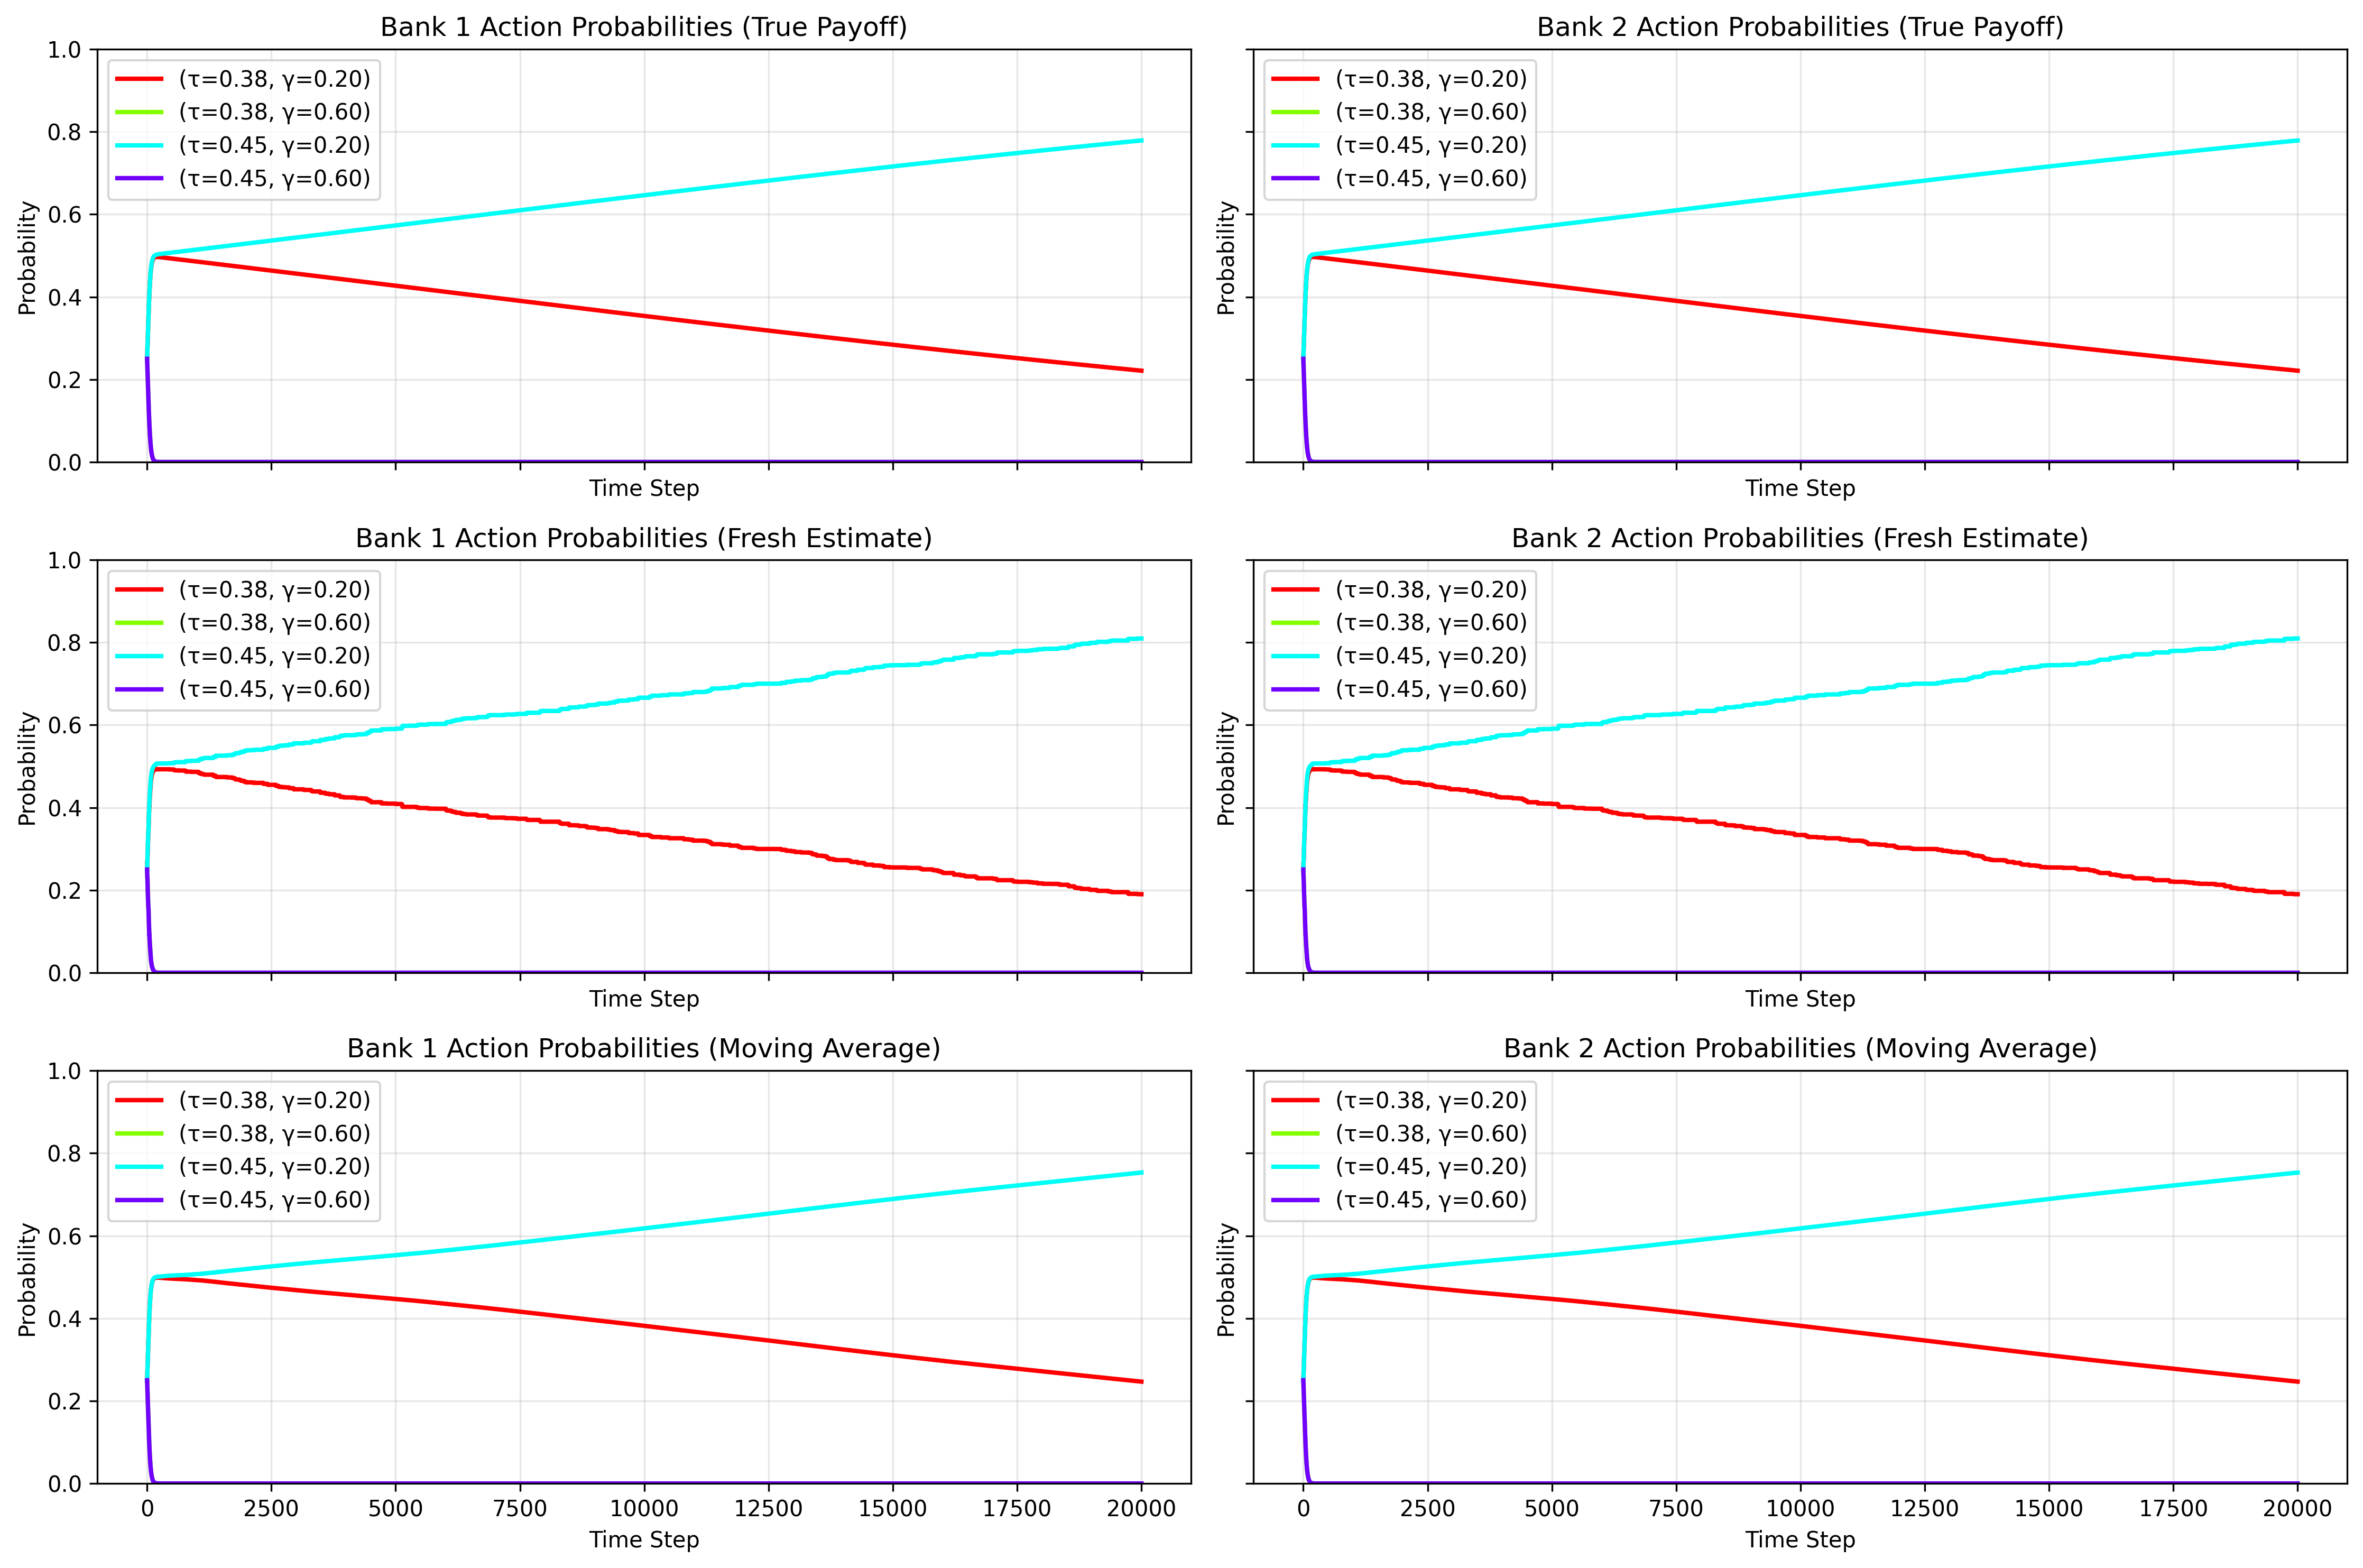 Bank 1 Action Probabilities (True Payoff)
Probability
1.0
0.8
0.6
0.4
0.2
0.0
(τ=0.38, γ=0.20)
(τ=0.38, γ=0.60)
(τ=0.45, γ=0.20)
(τ=0.45, γ=0.60)
Time Step
Bank 2 Action Probabilities (True Payoff)
Probability
(τ=0.38, γ=0.20)
(τ=0.38, γ=0.60)
(τ=0.45, γ=0.20)
(τ=0.45, γ=0.60)
Time Step
Bank 1 Action Probabilities (Fresh Estimate)
Probability
1.0
0.8
0.6
0.4
0.2
0.0
(τ=0.38, γ=0.20)
(τ=0.38, γ=0.60)
(τ=0.45, γ=0.20)
(τ=0.45, γ=0.60)
Time Step
Bank 2 Action Probabilities (Fresh Estimate)
Probability
(τ=0.38, γ=0.20)
(τ=0.38, γ=0.60)
(τ=0.45, γ=0.20)
(τ=0.45, γ=0.60)
Time Step
Bank 1 Action Probabilities (Moving Average)
Probability
1.0
0.8
0.6
0.4
0.2
0.0
(τ=0.38, γ=0.20)
(τ=0.38, γ=0.60)
(τ=0.45, γ=0.20)
(τ=0.45, γ=0.60)
0 2500 5000 7500 10000 12500 15000 17500 20000
Time Step
Bank 2 Action Probabilities (Moving Average)
Probability
(τ=0.38, γ=0.20)
(τ=0.38, γ=0.60)
(τ=0.45, γ=0.20)
(τ=0.45, γ=0.60)
0 2500 5000 7500 10000 12500 15000 17500 20000
Time Step